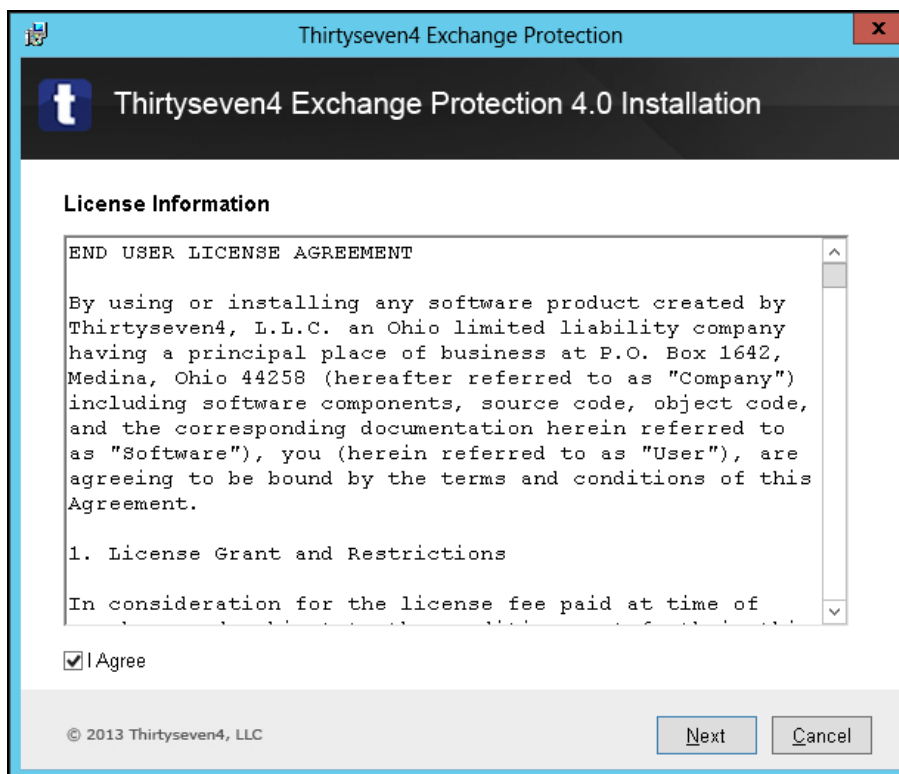 Thirtyseven4 Exchange Protection
x
t
Thirtyseven4 Exchange Protection 4.0 Installation
License Information
END USER LICENSE AGREEMENT
By using or installing any software product created by
Thirtyseven4, L.L.C. an Ohio limited liability company
having a principal place of business at P.O. Box 1642,
Medina, Ohio 44258 (hereafter referred to as "Company")
including software components, source code, object code,
and the corresponding documentation herein referred to
as "Software"), you (herein referred to as "User"), are
agreeing to be bound by the terms and conditions of this
Agreement.
1. License Grant and Restrictions
In consideration for the license fee paid at time of
I Agree
© 2013 Thirtyseven4, LLC
Next
Cancel